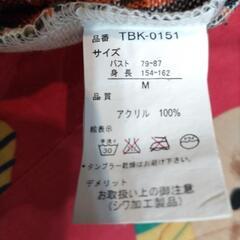 品番 TBK-0151
サイズ
バスト 79-87
身長 154-162
M
品質
アクリル 100%
絵表示
*タンブラー乾燥はお避け下さい。
デメリット
お取扱い上の御注意
(シワ加工製品)